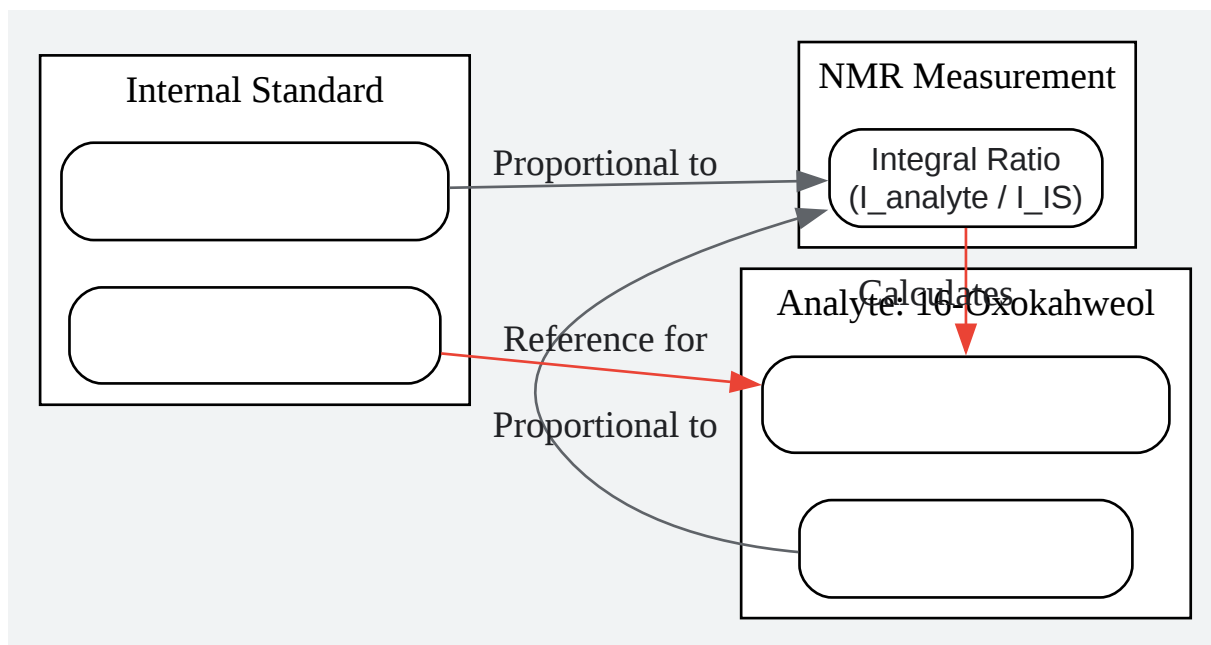 Internal Standard
NMR Measurement
Proportional to
Integral Ratio
(I_analyte / I_IS)
Calculates
Analyte: 16-Oxokahweol
Reference for
Proportional to